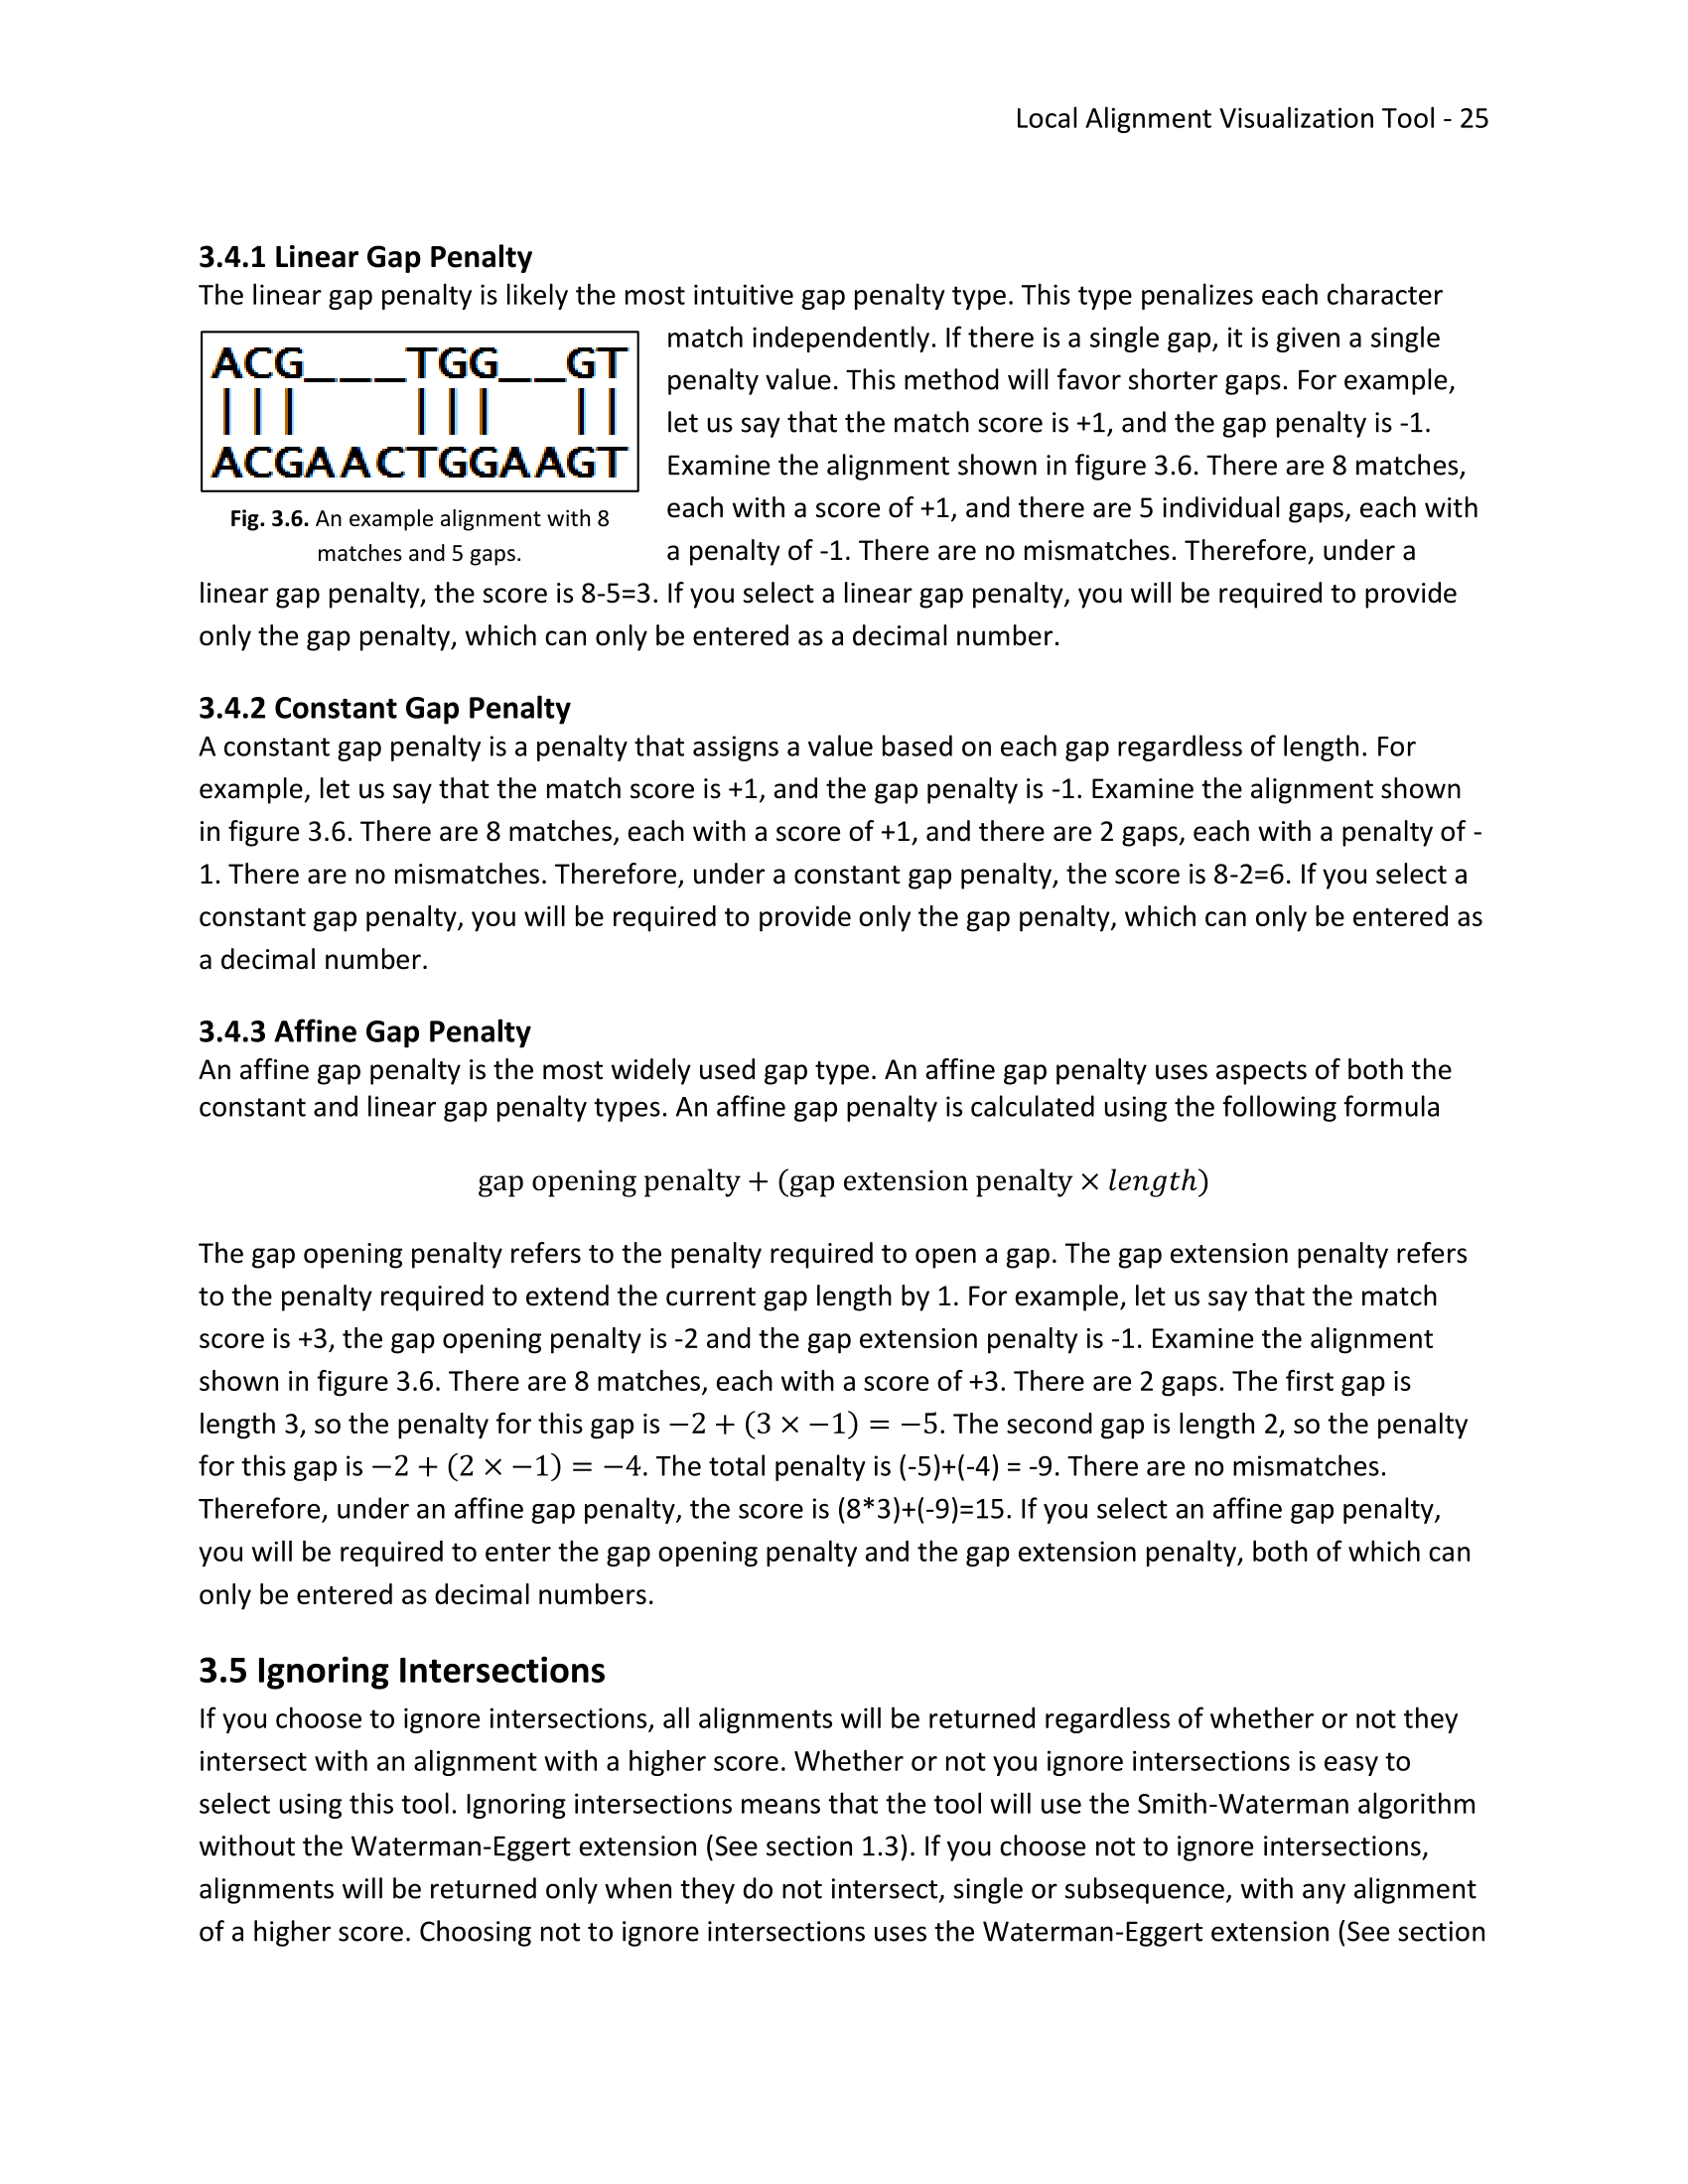 Local Alignment Visualization Tool - 25
3.4.1 Linear Gap Penalty
The linear gap penalty is likely the most intuitive gap penalty type. This type penalizes each character
ACG___TGG__GT
||| ||| ||
ACGAACTGGAAGT
Fig. 3.6. An example alignment with 8
matches and 5 gaps.
match independently. If there is a single gap, it is given a single
penalty value. This method will favor shorter gaps. For example,
let us say that the match score is +1, and the gap penalty is -1.
Examine the alignment shown in figure 3.6. There are 8 matches,
each with a score of +1, and there are 5 individual gaps, each with
a penalty of -1. There are no mismatches. Therefore, under a
linear gap penalty, the score is 8-5=3. If you select a linear gap penalty, you will be required to provide
only the gap penalty, which can only be entered as a decimal number.
3.4.2 Constant Gap Penalty
A constant gap penalty is a penalty that assigns a value based on each gap regardless of length. For
example, let us say that the match score is +1, and the gap penalty is -1. Examine the alignment shown
in figure 3.6. There are 8 matches, each with a score of +1, and there are 2 gaps, each with a penalty of -
1. There are no mismatches. Therefore, under a constant gap penalty, the score is 8-2=6. If you select a
constant gap penalty, you will be required to provide only the gap penalty, which can only be entered as
a decimal number.
3.4.3 Affine Gap Penalty
An affine gap penalty is the most widely used gap type. An affine gap penalty uses aspects of both the
constant and linear gap penalty types. An affine gap penalty is calculated using the following formula
gap opening penalty + (gap extension penalty × length)
The gap opening penalty refers to the penalty required to open a gap. The gap extension penalty refers
to the penalty required to extend the current gap length by 1. For example, let us say that the match
score is +3, the gap opening penalty is -2 and the gap extension penalty is -1. Examine the alignment
shown in figure 3.6. There are 8 matches, each with a score of +3. There are 2 gaps. The first gap is
length 3, so the penalty for this gap is −2 + (3 × −1) = −5. The second gap is length 2, so the penalty
for this gap is −2 + (2 × −1) = −4. The total penalty is (-5)+(-4) = -9. There are no mismatches.
Therefore, under an affine gap penalty, the score is (8*3)+(-9)=15. If you select an affine gap penalty,
you will be required to enter the gap opening penalty and the gap extension penalty, both of which can
only be entered as decimal numbers.
3.5 Ignoring Intersections
If you choose to ignore intersections, all alignments will be returned regardless of whether or not they
intersect with an alignment with a higher score. Whether or not you ignore intersections is easy to
select using this tool. Ignoring intersections means that the tool will use the Smith-Waterman algorithm
without the Waterman-Eggert extension (See section 1.3). If you choose not to ignore intersections,
alignments will be returned only when they do not intersect, single or subsequence, with any alignment
of a higher score. Choosing not to ignore intersections uses the Waterman-Eggert extension (See section